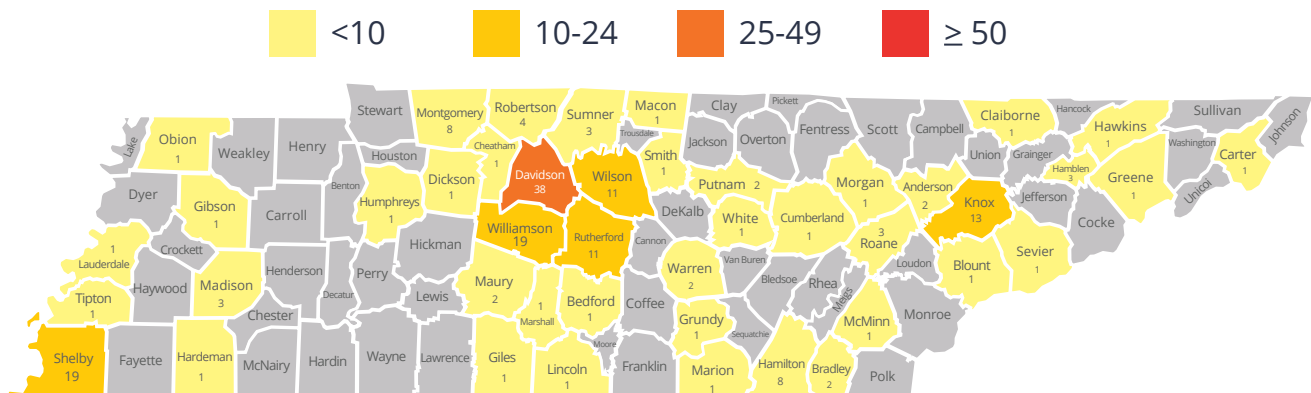 <10 10-24 25-49 ≥ 50
Stewart
Montgomery
8
Robertson
4
Sumner
3
Macon
1
Clay
Pickett
Claiborne
1
Hancock
Sullivan
Johnson
Lake
Obion
1
Weakley
Henry
Houston
Cheatham
1
Trousdale
Smith
1
Jackson
Overton
Fentress
Scott
Campbell
Union
Grainger
Hawkins
1
Hamblen
3
Washington
Carter
1
Unicoi
Greene
1
Dyer
Gibson
1
Carroll
Benton
Humphreys
1
Dickson
1
Davidson
38
Wilson
11
DeKalb
Putnam 2
White
1
Cumberland
1
Morgan
1
Anderson
2
Knox
13
Jefferson
Cocke
1
Lauderdale
Crockett
Haywood
Madison
3
Henderson
Decatur
Perry
Hickman
Lewis
Williamson
19
Rutherford
11
Cannon
Warren
2
Van Buren
Bledsoe
Rhea
Meigs
3
Roane
Loudon
Blount
1
Sevier
1
Tipton
1
Chester
Maury
2
1
Marshall
Bedford
1
Coffee
Grundy
1
Sequatchie
McMinn
1
Monroe
Shelby
19
Fayette
Hardeman
1
McNairy
Hardin
Wayne
Lawrence
Giles
1
Lincoln
1
Moore
Franklin
Marion
1
Hamilton
8
Bradley
2
Polk